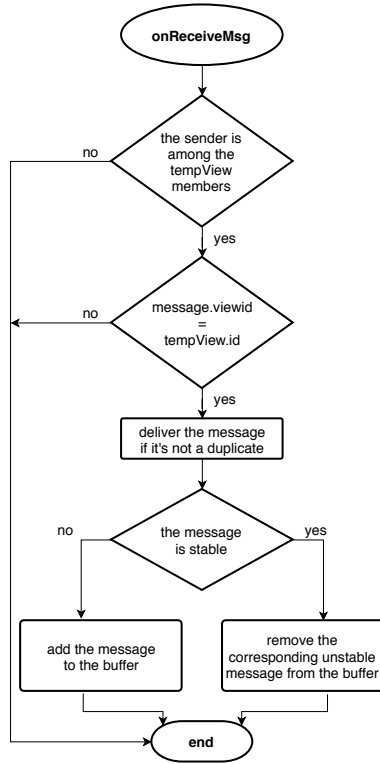 onReceiveMsg
the sender is
among the
tempView
members
no
yes
message.viewid
=
tempView.id
no
yes
deliver the message
if it's not a duplicate
the message
is stable
no
yes
add the message
to the buffer
remove the
corresponding unstable
message from the buffer
end